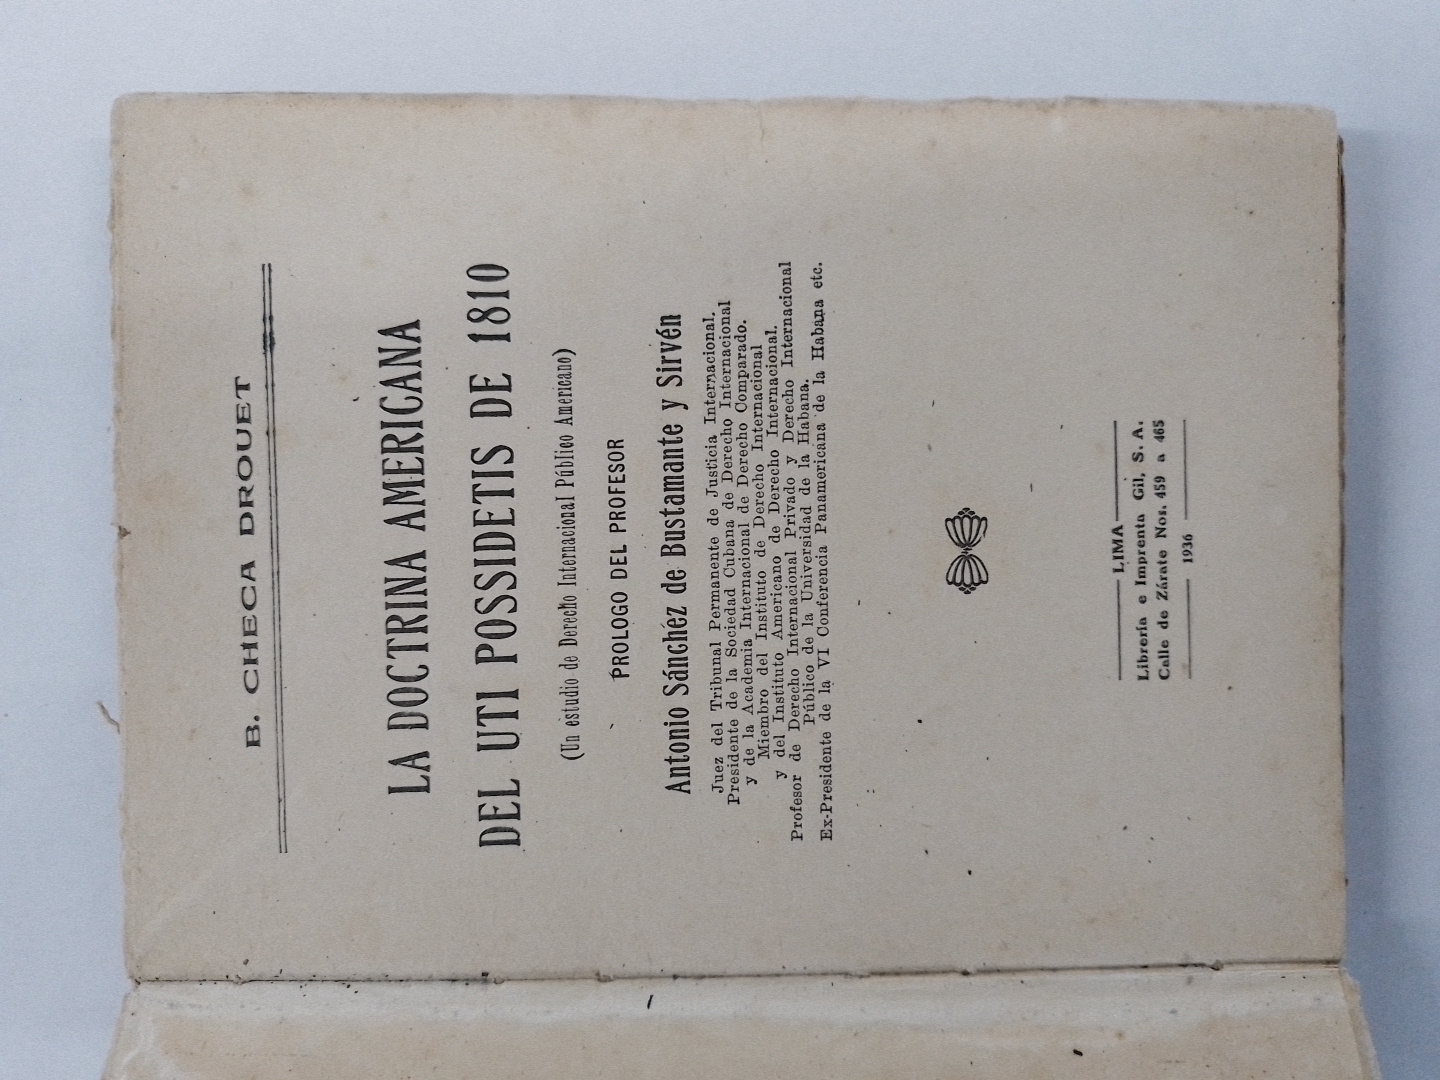 B. CHECA DROUET
LA DOCTRINA AMERICANA
DEL UTI POSSIDETIS DE 1810
(Un estudio de Derecho Internacional Público Americano)
PROLOGO DEL PROFESOR
Antonio Sánchéz de Bustamante y Sirvén
Juez del Tribunal Permanente de Justicia Internacional.
Presidente de la Sociedad Cubana de Derecho Internacional
y de la Academia Internacional de Derecho Comparado.
Miembro del Instituto de Derecho Internacional
y del Instituto Americano de Derecho Internacional.
Profesor de Derecho Internacional Privado y Derecho Internacional
Público de la Universidad de la Habana.
Ex-Presidente de la VI Conferencia Panamericana de la Habana etc.
LIMA
Librería e Imprenta Gil, S. A.
Calle de Zárate Nos. 459 a 465
1936